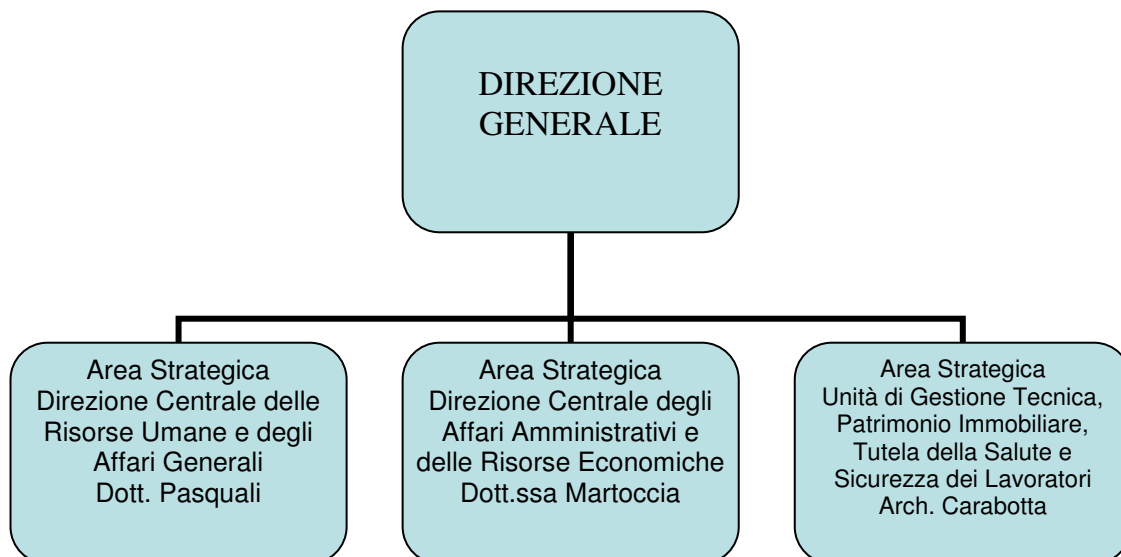 DIREZIONE
GENERALE
Area Strategica
Direzione Centrale delle
Risorse Umane e degli
Affari Generali
Dott. Pasquali
Area Strategica
Direzione Centrale degli
Affari Amministrativi e
delle Risorse Economiche
Dott.ssa Martoccia
Area Strategica
Unità di Gestione Tecnica,
Patrimonio Immobiliare,
Tutela della Salute e
Sicurezza dei Lavoratori
Arch. Carabotta